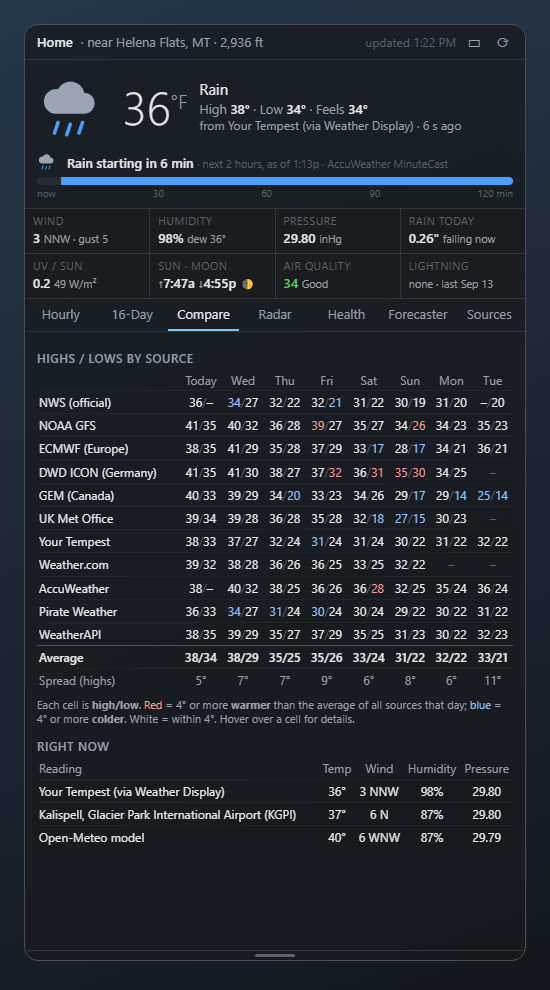 Home · near Helena Flats, MT · 2,936 ft updated 1:22 PM
36°F
Rain
High 38° · Low 34° · Feels 34°
from Your Tempest (via Weather Display) · 6 s ago
Rain starting in 6 min · next 2 hours, as of 1:13p · AccuWeather MinuteCast
now 30 60 90 120 min
WIND HUMIDITY PRESSURE RAIN TODAY
3 NNW · gust 5 98% dew 36° 29.80 inHg 0.26" falling now
UV / SUN SUN · MOON AIR QUALITY LIGHTNING
0.2 49 W/m² ↑7:47a ↓4:55p 34 Good none · last Sep 13
Hourly 16-Day Compare Radar Health Forecaster Sources
HIGHS / LOWS BY SOURCE
Today Wed Thu Fri Sat Sun Mon Tue
NWS (official) 36/– 34/27 32/22 32/21 31/22 30/19 31/20 –/20
NOAA GFS 41/35 40/32 36/28 39/27 35/27 34/26 34/23 35/23
ECMWF (Europe) 38/35 41/29 35/28 37/29 33/17 28/17 34/21 36/21
DWD ICON (Germany) 41/35 41/30 38/27 37/32 36/31 35/30 34/25 –
GEM (Canada) 40/33 39/29 34/20 33/23 34/26 29/17 29/14 25/14
UK Met Office 39/34 39/28 36/28 35/28 32/18 27/15 30/23 –
Your Tempest 38/33 37/27 32/24 31/24 31/24 30/22 31/22 32/22
Weather.com 39/32 38/28 36/26 36/25 33/25 32/22 – –
AccuWeather 38/– 40/32 38/25 36/26 36/28 32/25 35/24 36/24
Pirate Weather 36/33 34/27 31/24 30/24 30/24 29/22 30/22 31/22
WeatherAPI 38/35 39/29 35/27 37/29 35/25 31/23 30/22 32/23
Average 38/34 38/29 35/25 35/26 33/24 31/22 32/22 33/21
Spread (highs) 5° 7° 7° 9° 6° 8° 6° 11°
Each cell is high/low. Red = 4° or more warmer than the average of all sources that day; blue =
4° or more colder. White = within 4°. Hover over a cell for details.
RIGHT NOW
Reading Temp Wind Humidity Pressure
Your Tempest (via Weather Display) 36° 3 NNW 98% 29.80
Kalispell, Glacier Park International Airport (KGPI) 37° 6 N 87% 29.80
Open-Meteo model 40° 6 WNW 87% 29.79